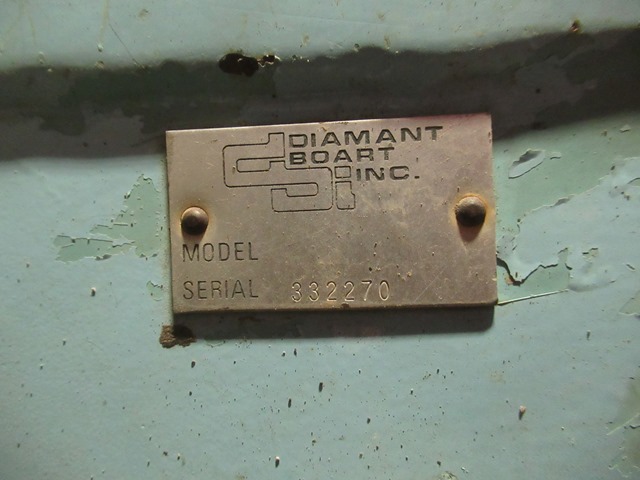 DIAMANT
BOART
INC.
MODEL
SERIAL 332270